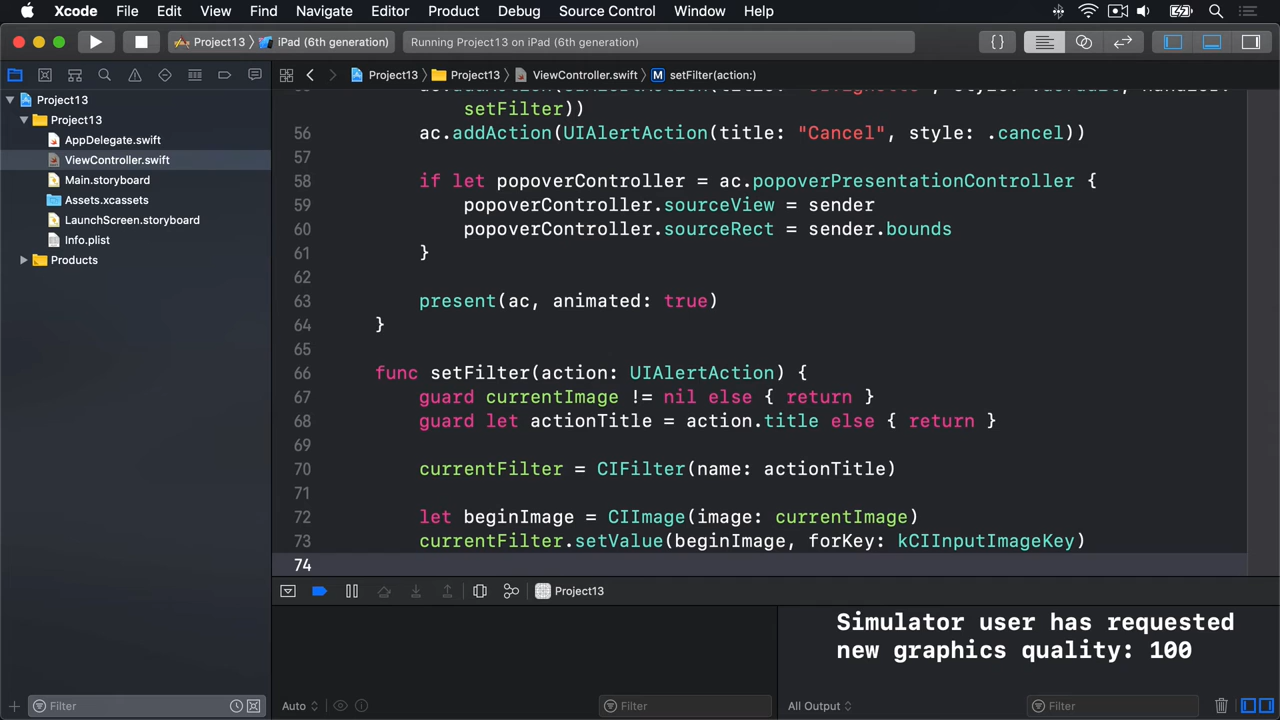 Xcode File Edit View Find Navigate Editor Product Debug Source Control Window Help
Project13 iPad (6th generation) Running Project13 on iPad (6th generation)
Project13 Project13 ViewController.swift M setFilter(action:)
Project13
Project13
AppDelegate.swift
ViewController.swift
Main.storyboard
Assets.xcassets
LaunchScreen.storyboard
Info.plist
Products
setFilter))
56 ac.addAction(UIAlertAction(title: "Cancel", style: .cancel))
57
58 if let popoverController = ac.popoverPresentationController {
59 popoverController.sourceView = sender
60 popoverController.sourceRect = sender.bounds
61 }
62
63 present(ac, animated: true)
64 }
65
66 func setFilter(action: UIAlertAction) {
67 guard currentImage != nil else { return }
68 guard let actionTitle = action.title else { return }
69
70 currentFilter = CIFilter(name: actionTitle)
71
72 let beginImage = CIImage(image: currentImage)
73 currentFilter.setValue(beginImage, forKey: kCIInputImageKey)
74
Project13
Simulator user has requested
new graphics quality: 100
Filter
Auto Filter
All Output Filter